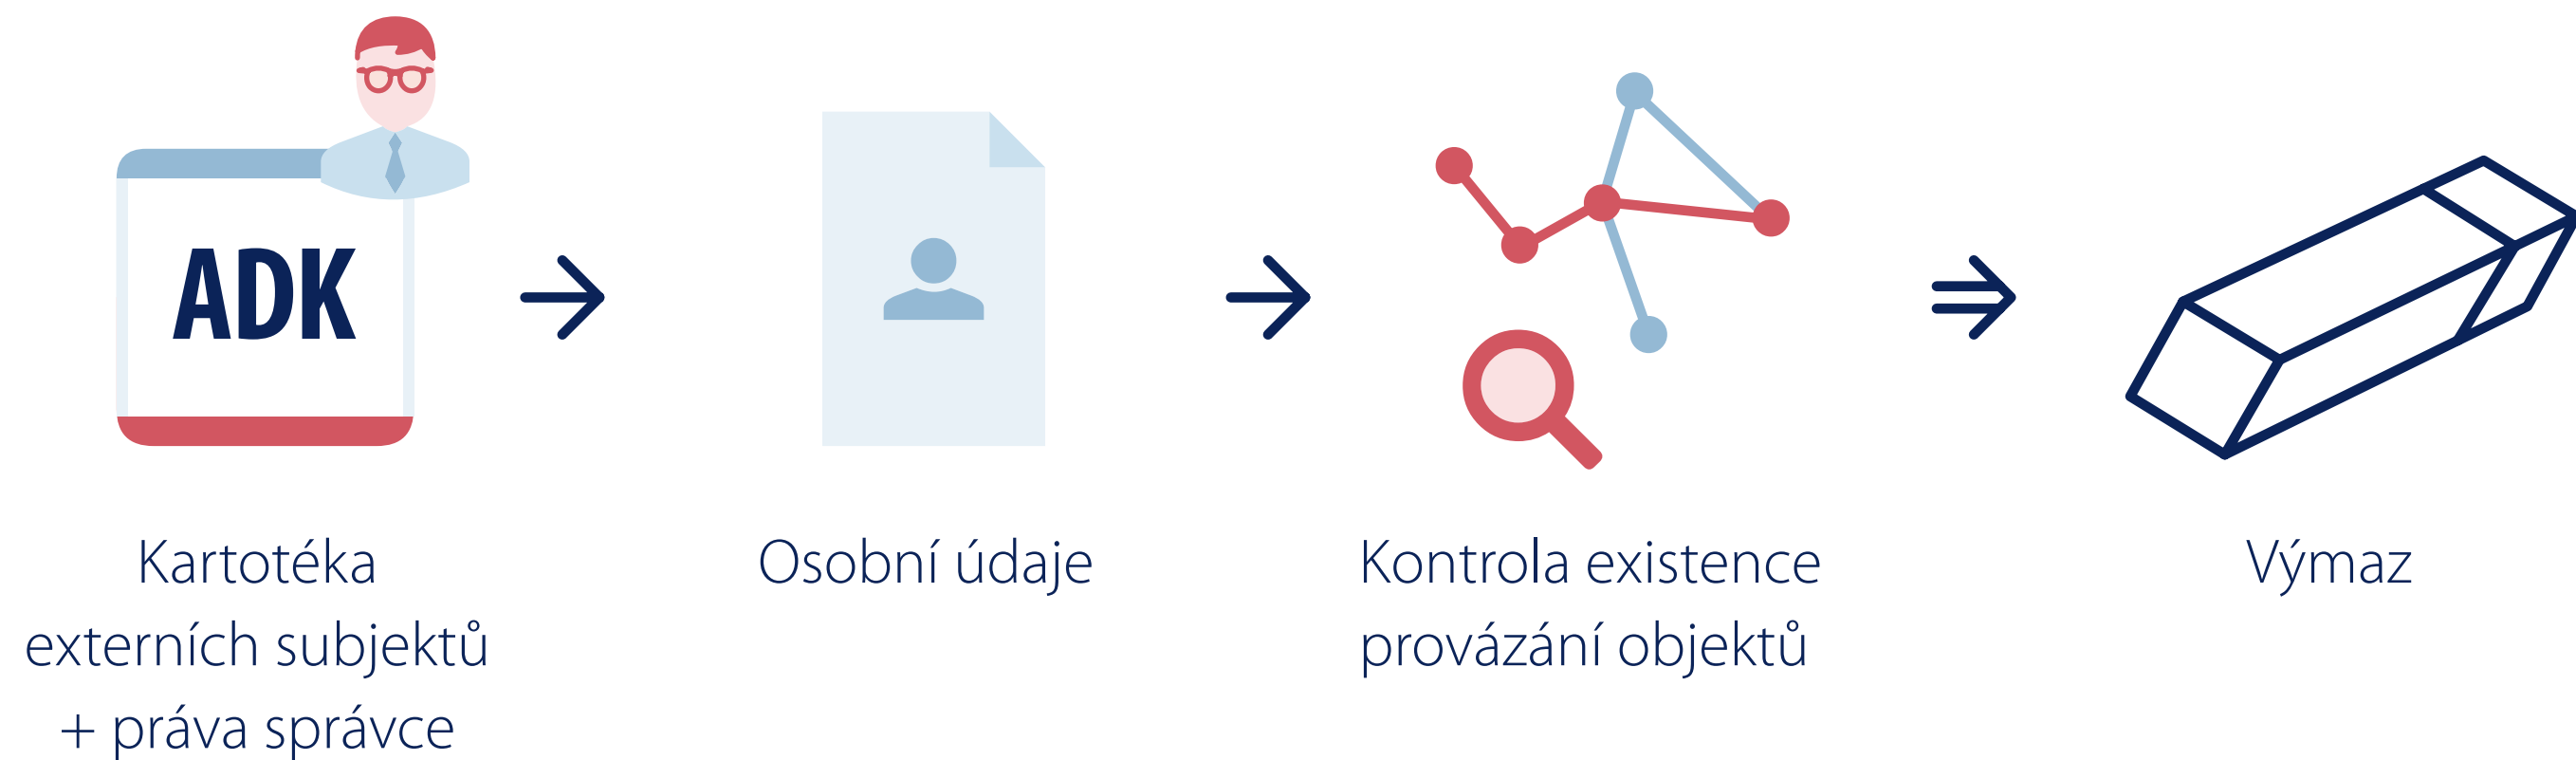 ADK
Kartotéka
externích subjektů
+ práva správce
Osobní údaje
Kontrola existence
provázání objektů
Výmaz